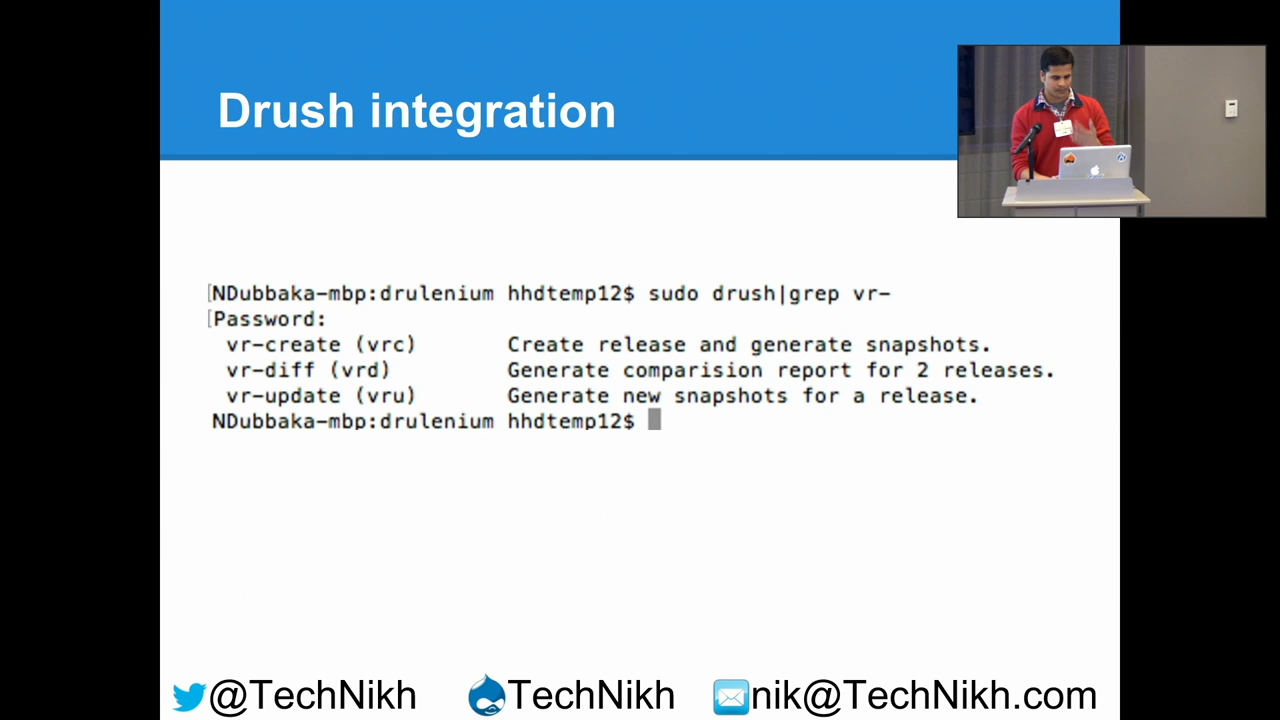 Drush integration
[NDubbaka-mbp:drulenium hhdtemp12$ sudo drush|grep vr-
[Password:
vr-create (vrc) Create release and generate snapshots.
vr-diff (vrd) Generate comparision report for 2 releases.
vr-update (vru) Generate new snapshots for a release.
NDubbaka-mbp:drulenium hhdtemp12$
@TechNikh TechNikh nik@TechNikh.com